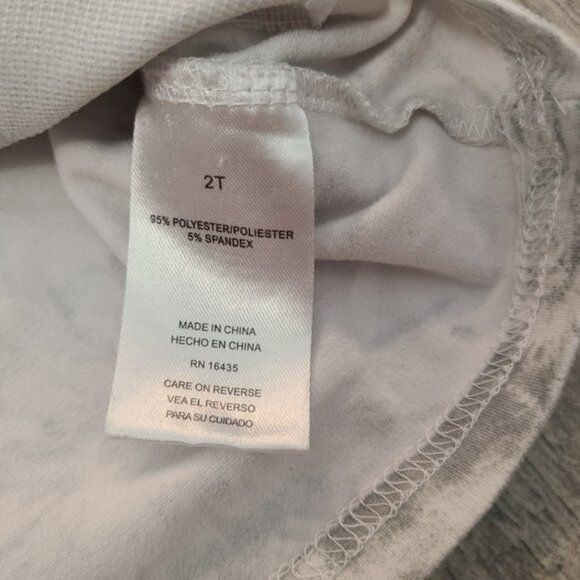 2T
95% POLYESTER/POLIESTER
5% SPANDEX
MADE IN CHINA
HECHO EN CHINA
RN 16435
CARE ON REVERSE
VEA EL REVERSO
PARA SU CUIDADO